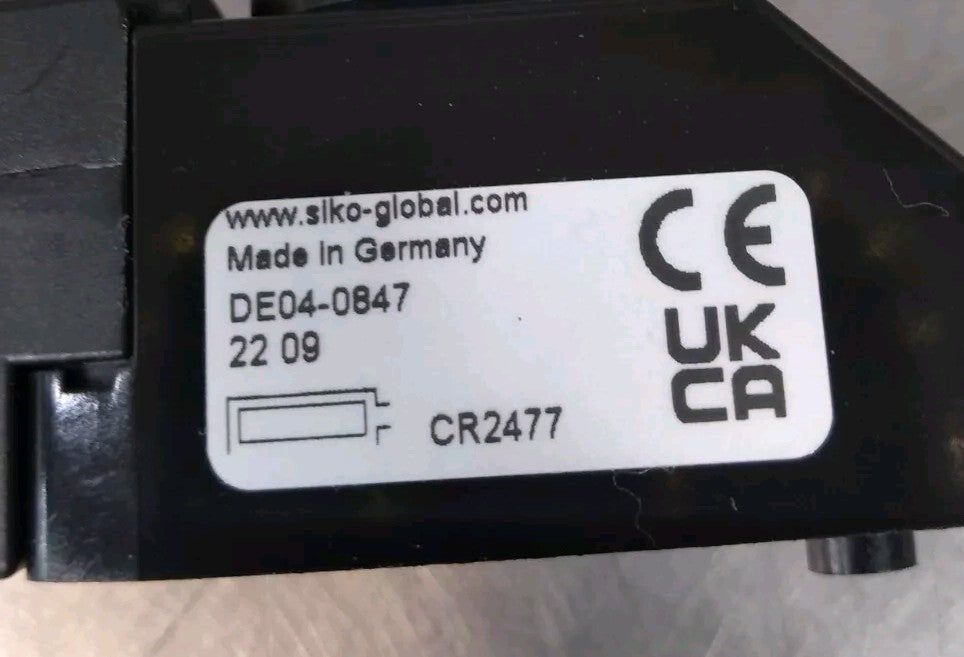 www.siko-global.com
Made in Germany
DE04-0847
22 09
CR2477
CE
UK
CA